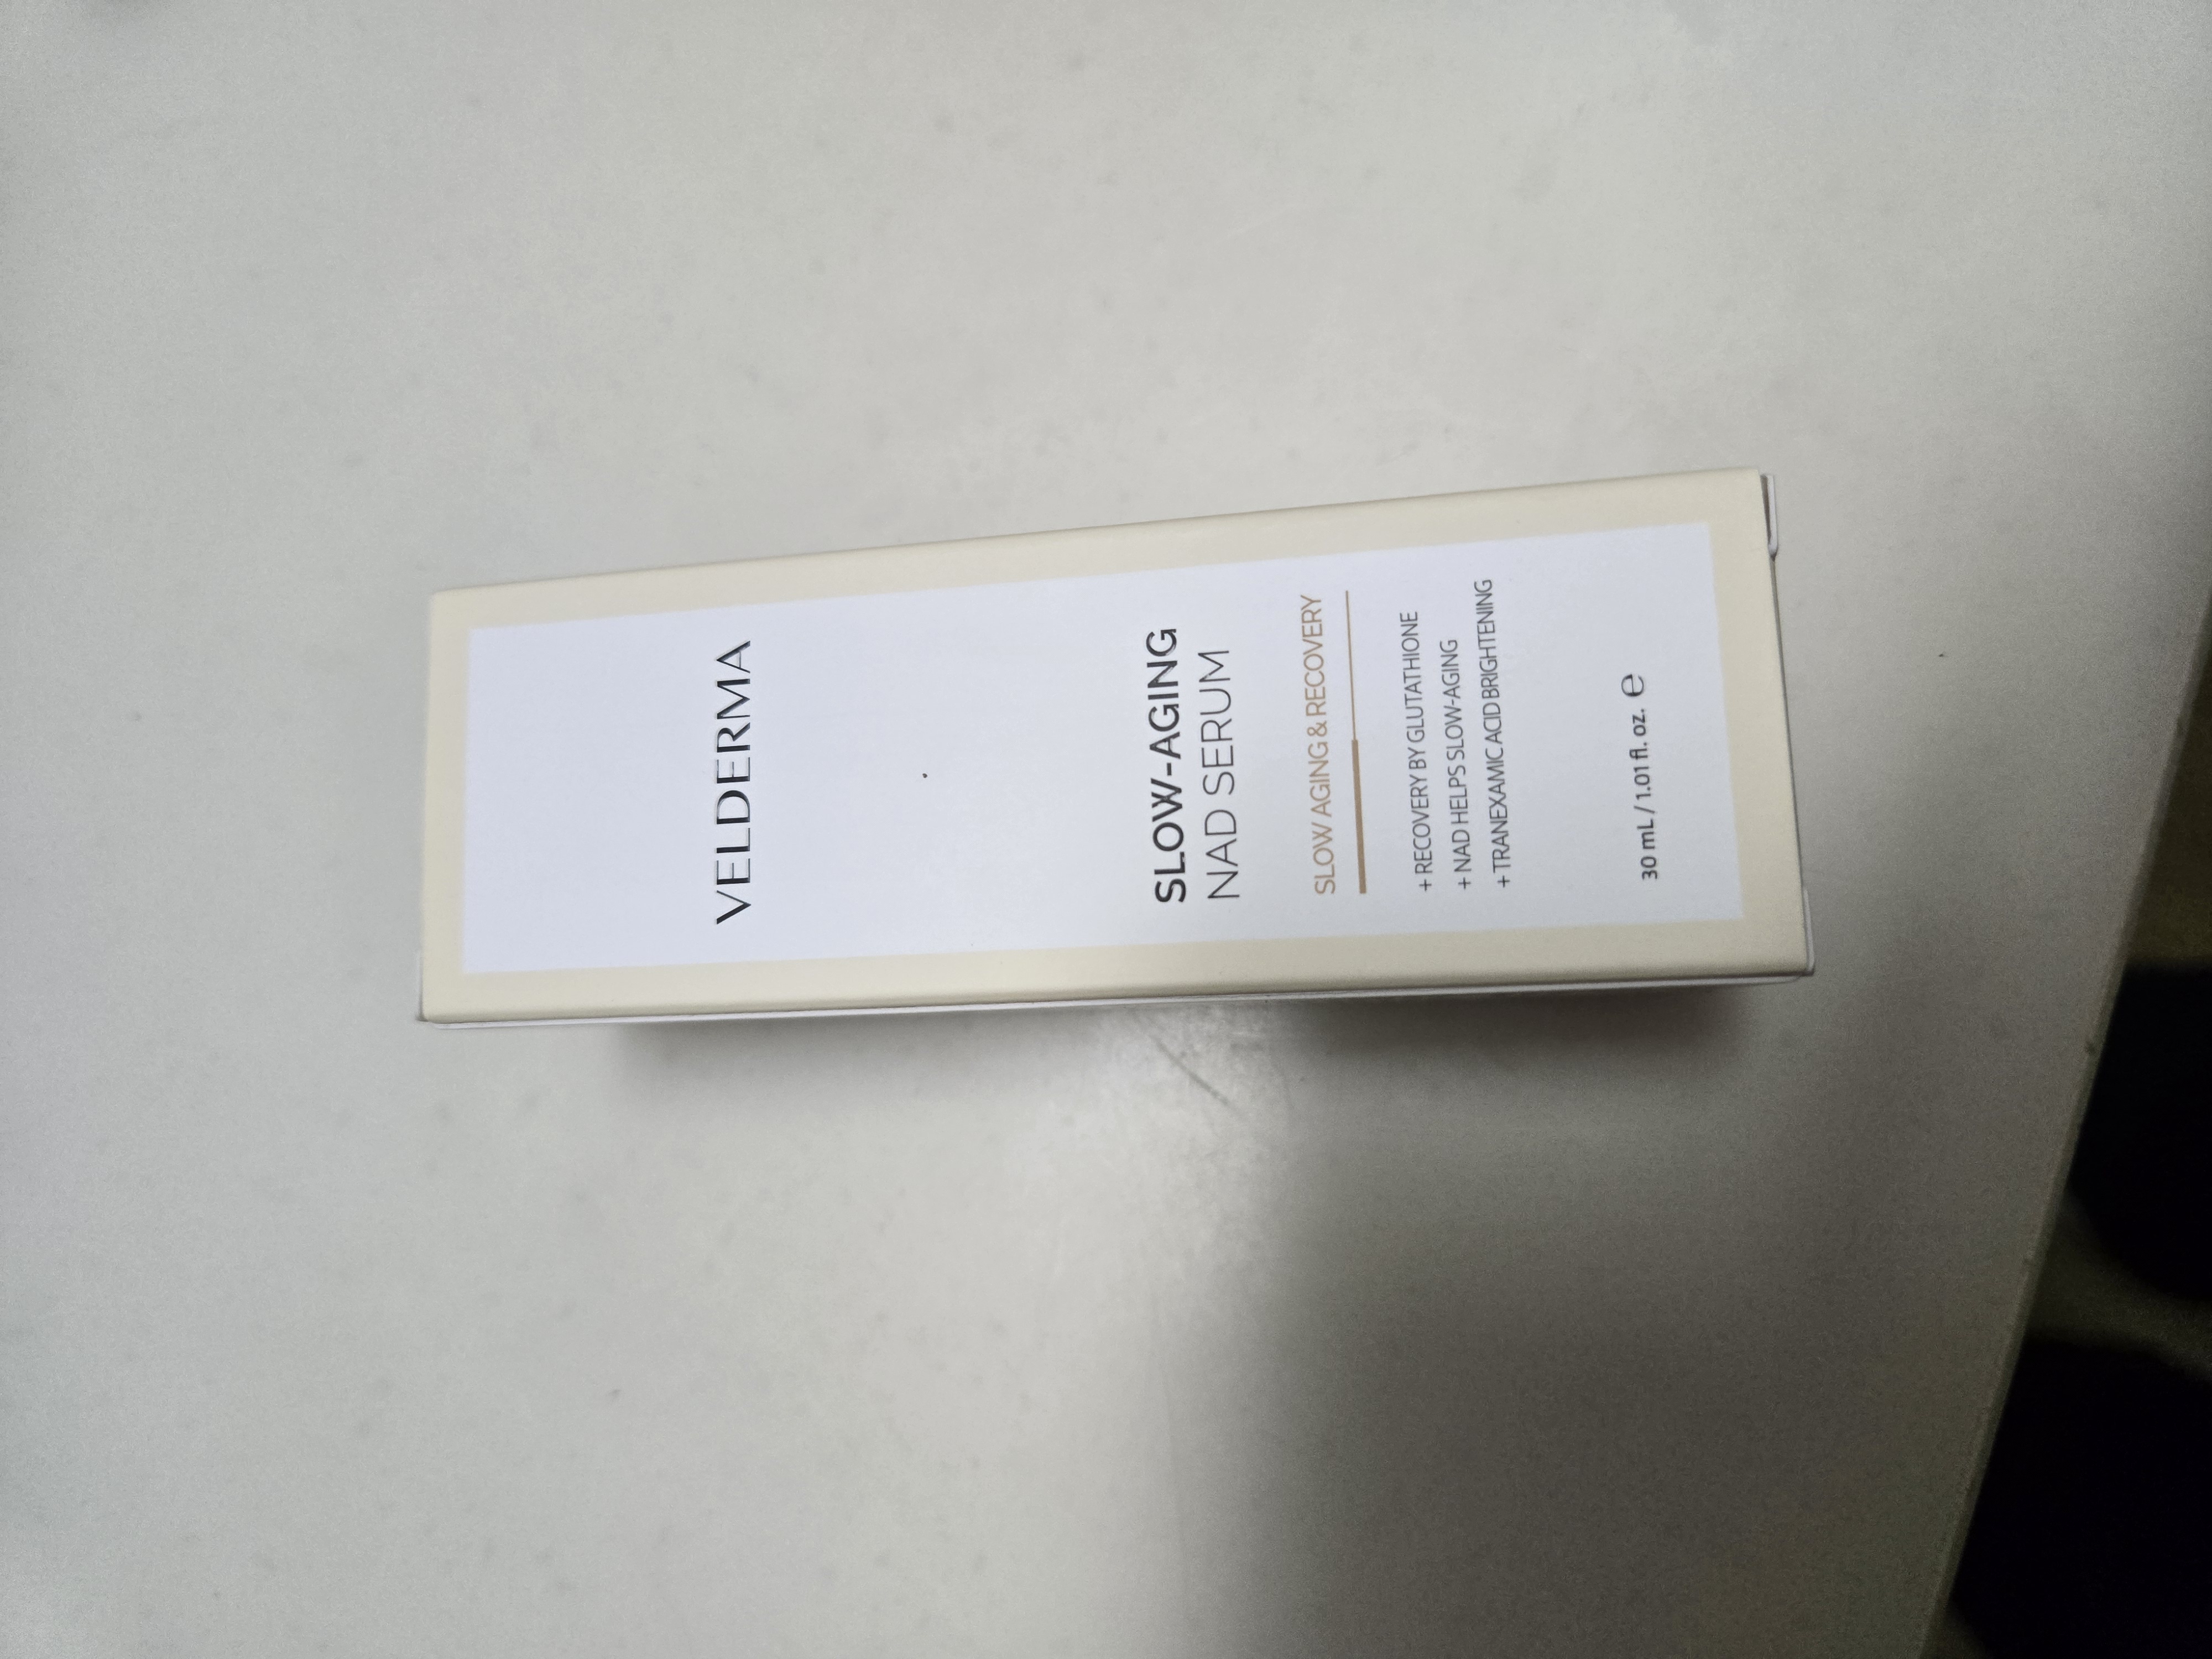 VELDERMA
SLOW-AGING
NAD SERUM
SLOW AGING & RECOVERY
+ RECOVERY BY GLUTATHIONE
+ NAD HELPS SLOW-AGING
+ TRANEXAMIC ACID BRIGHTENING
30 mL / 1.01 fl. oz. ℮